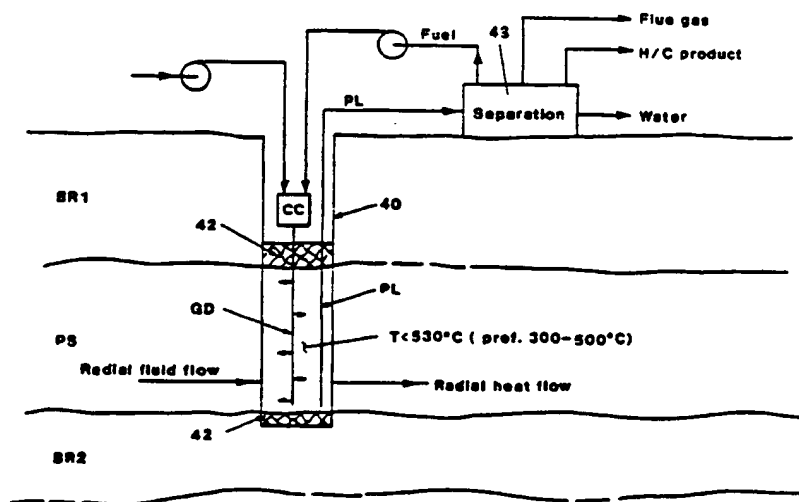 Flue gas
Fuel
43
H/C product
PL
Separation
Water
BR1
CC
40
42
PL
GD
T<530°C ( pref. 300-500°C)
PS
Radial fluid flow
Radial heat flow
42
BR2